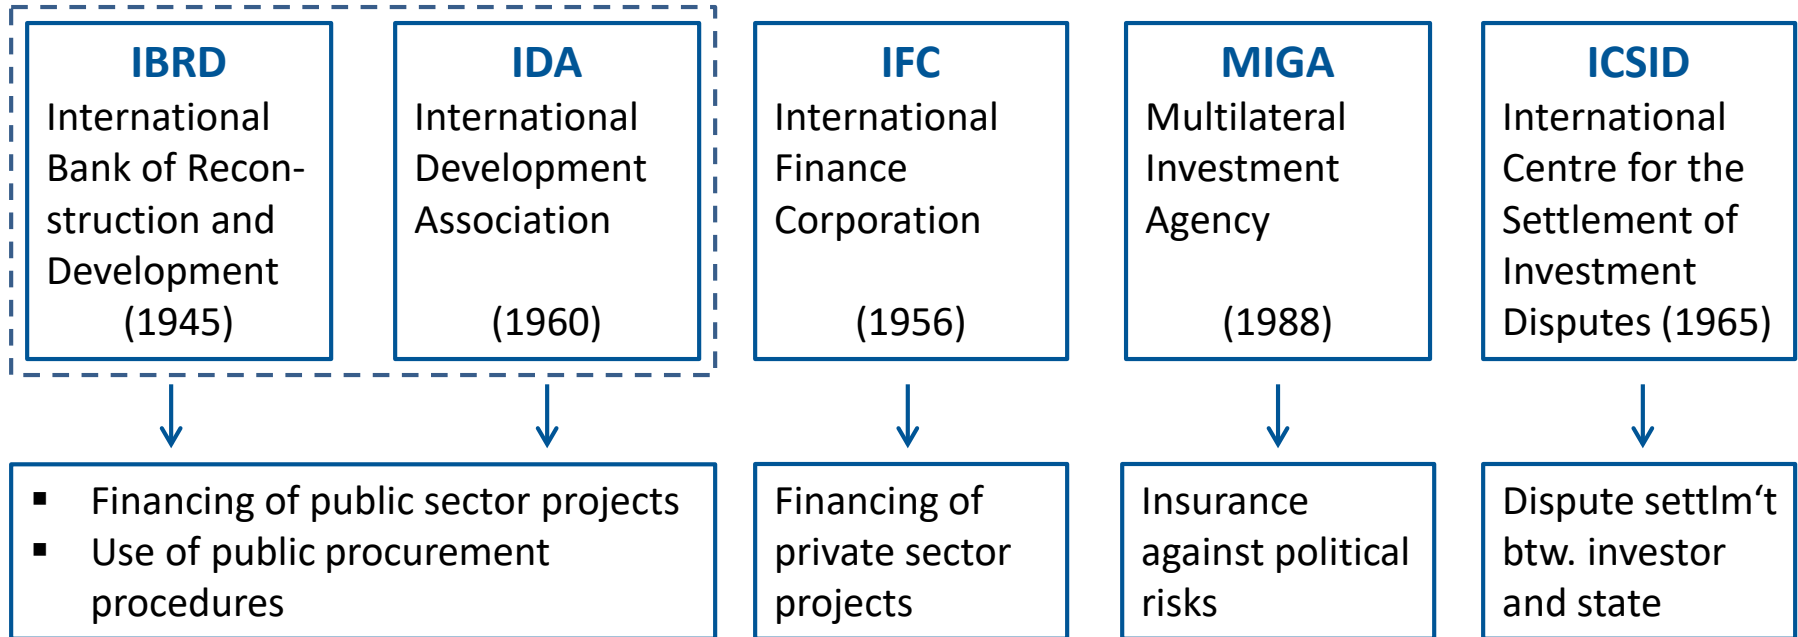 IBRD
International
Bank of Recon-
struction and
Development
(1945)
IDA
International
Development
Association
(1960)
IFC
International
Finance
Corporation
(1956)
MIGA
Multilateral
Investment
Agency
(1988)
ICSID
International
Centre for the
Settlement of
Investment
Disputes (1965)
▪ Financing of public sector projects
▪ Use of public procurement
procedures
Financing of
private sector
projects
Insurance
against political
risks
Dispute settlm‘t
btw. investor
and state